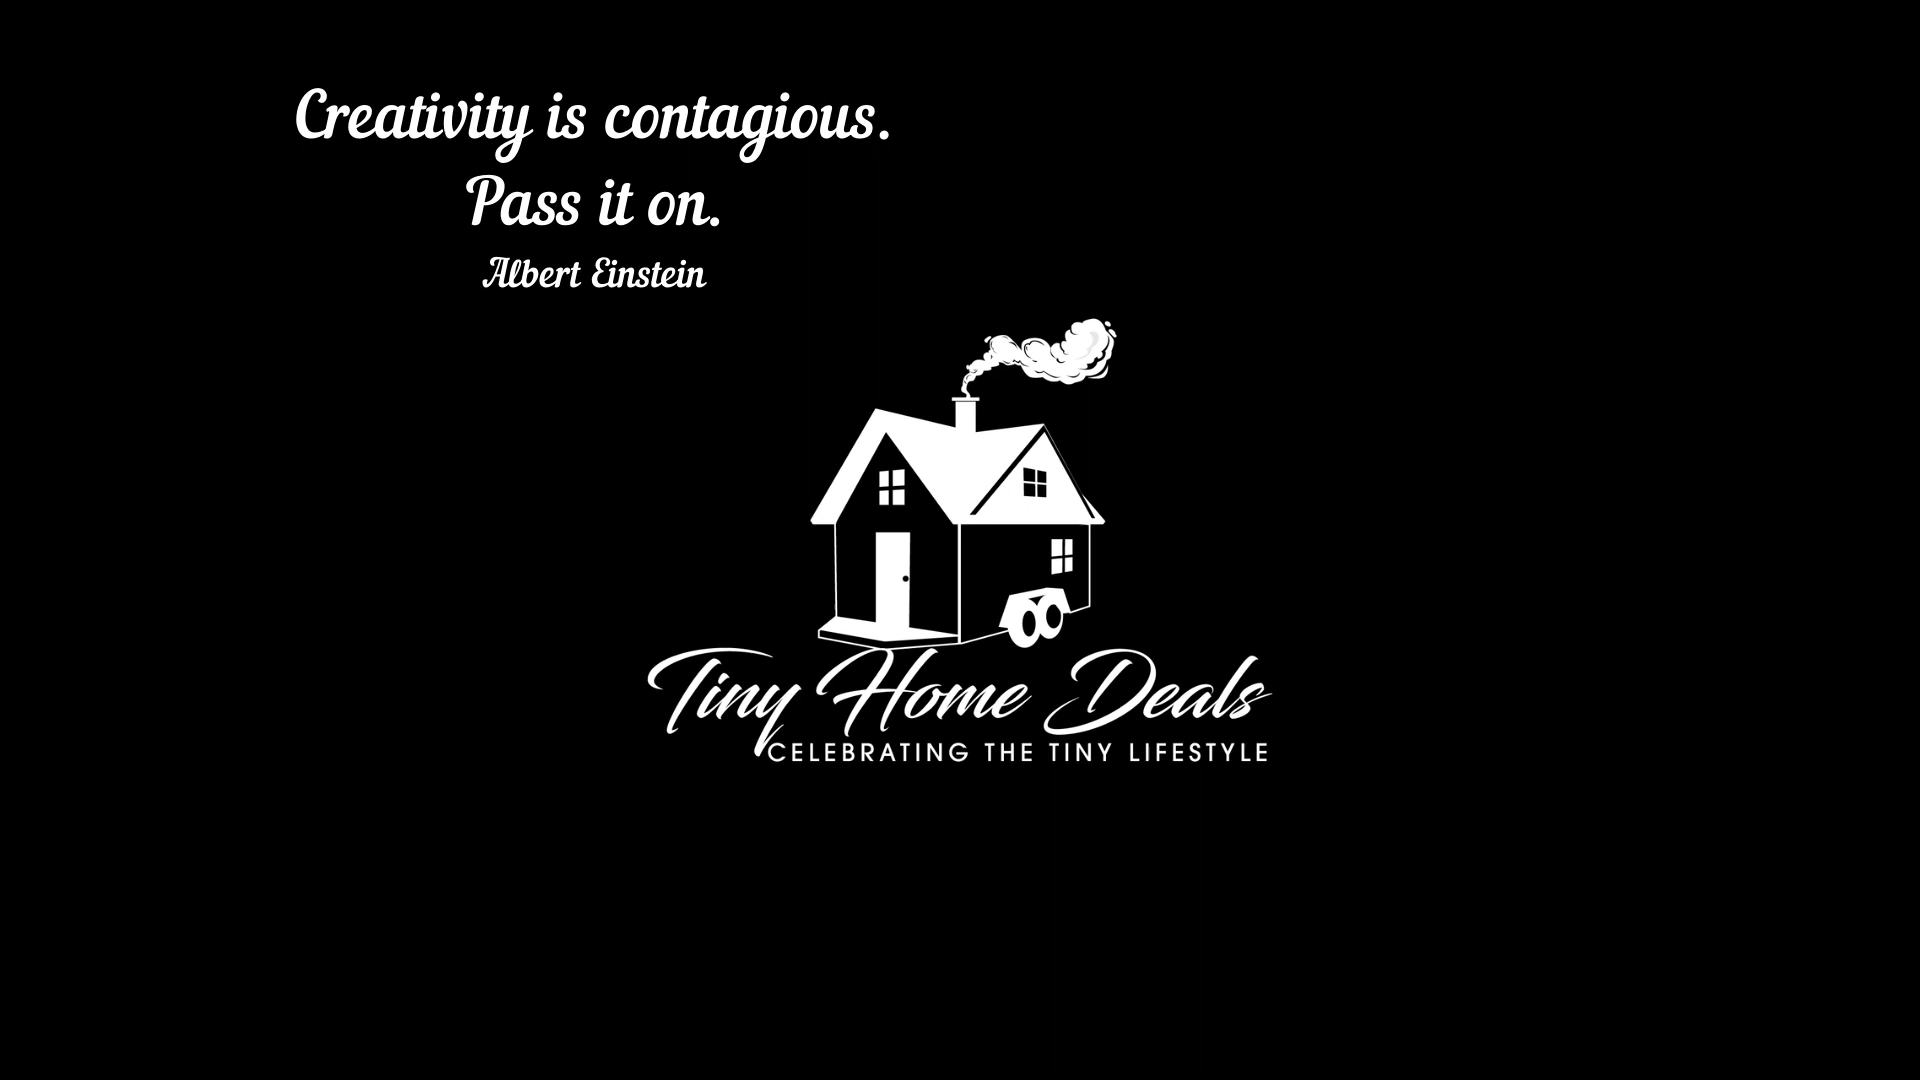 Creativity is contagious.
Pass it on.
Albert Einstein
Tiny Home Deals
CELEBRATING THE TINY LIFESTYLE